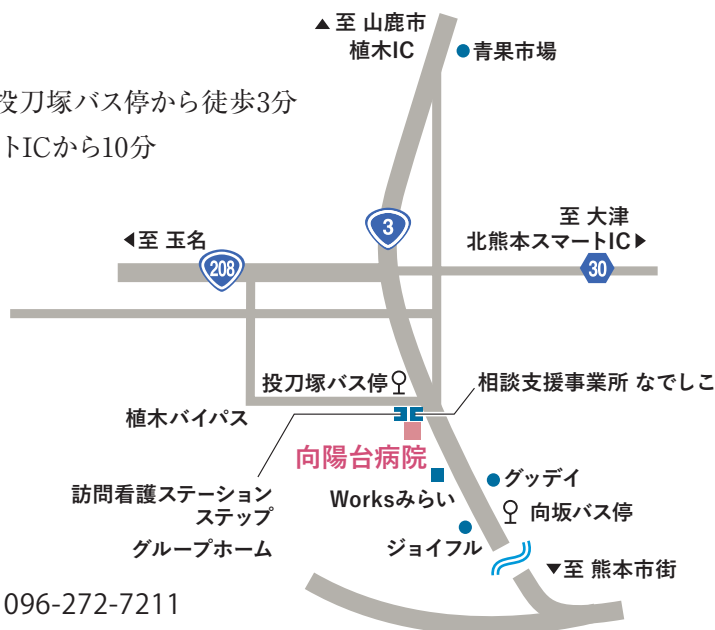 ▲至 山鹿市
植木IC
青果市場
投刀塚バス停から徒歩3分
トICから10分
3
至 大津
北熊本スマートIC▶
◀至 玉名
208
30
投刀塚バス停
相談支援事業所 なでしこ
植木バイパス
向陽台病院
グッデイ
訪問看護ステーション
ステップ
Worksみらい
向坂バス停
グループホーム
ジョイフル
▼至 熊本市街
096-272-7211